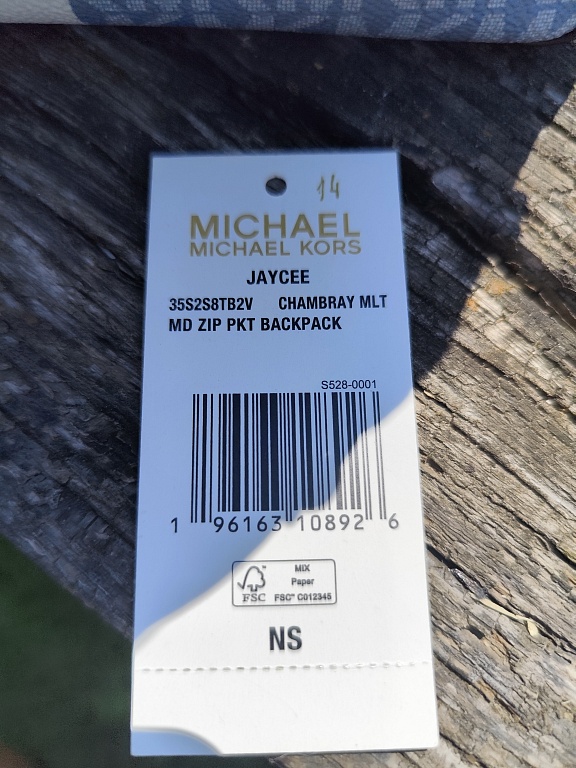 14
MICHAEL
MICHAEL KORS
JAYCEE
35S2S8TB2V CHAMBRAY MLT
MD ZIP PKT BACKPACK
S528-0001
1 96163 10892 6
MIX
Paper
FSC FSC® C012345
NS